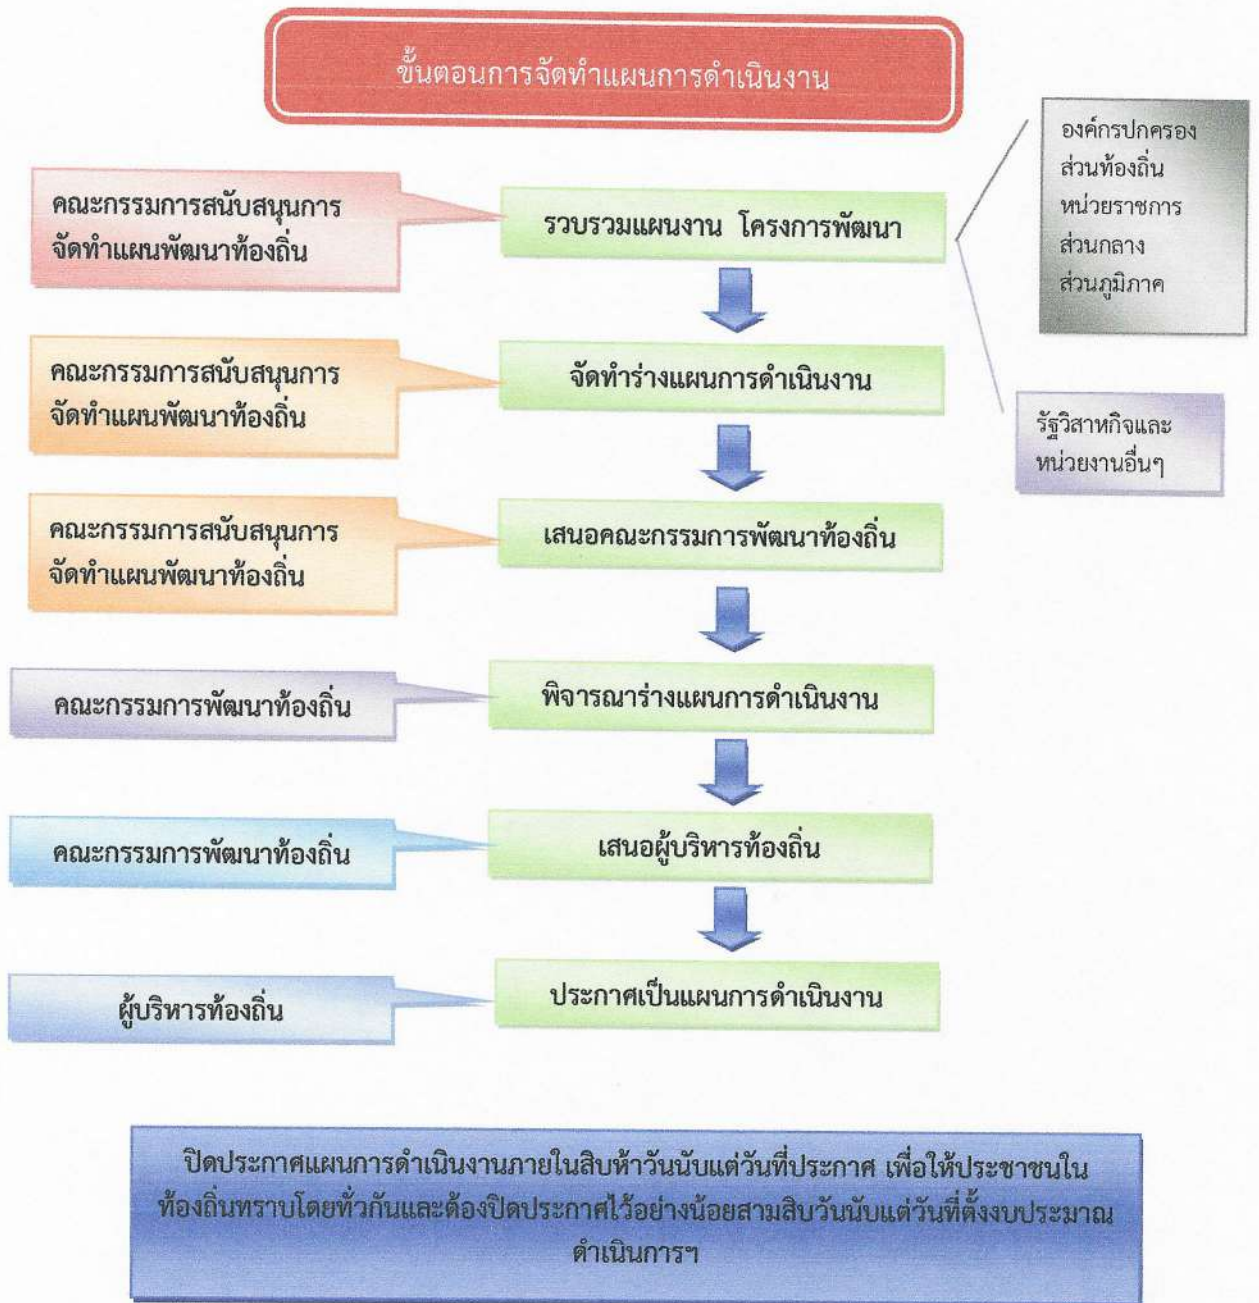 ขั้นตอนการจัดทำแผนการดำเนินงาน
องค์กรปกครอง
ส่วนท้องถิ่น
หน่วยราชการ
ส่วนกลาง
ส่วนภูมิภาค
คณะกรรมการสนับสนุนการ
จัดทำแผนพัฒนาท้องถิ่น
รวบรวมแผนงาน โครงการพัฒนา
คณะกรรมการสนับสนุนการ
จัดทำแผนพัฒนาท้องถิ่น
จัดทำร่างแผนการดำเนินงาน
รัฐวิสาหกิจและ
หน่วยงานอื่นๆ
คณะกรรมการสนับสนุนการ
จัดทำแผนพัฒนาท้องถิ่น
เสนอคณะกรรมการพัฒนาท้องถิ่น
คณะกรรมการพัฒนาท้องถิ่น
พิจารณาร่างแผนการดำเนินงาน
คณะกรรมการพัฒนาท้องถิ่น
เสนอผู้บริหารท้องถิ่น
ผู้บริหารท้องถิ่น
ประกาศเป็นแผนการดำเนินงาน
ปิดประกาศแผนการดำเนินงานภายในสิบห้าวันนับแต่วันที่ประกาศ เพื่อให้ประชาชนใน
ท้องถิ่นทราบโดยทั่วกันและต้องปิดประกาศไว้อย่างน้อยสามสิบวันนับแต่วันที่ตั้งงบประมาณ
ดำเนินการฯ